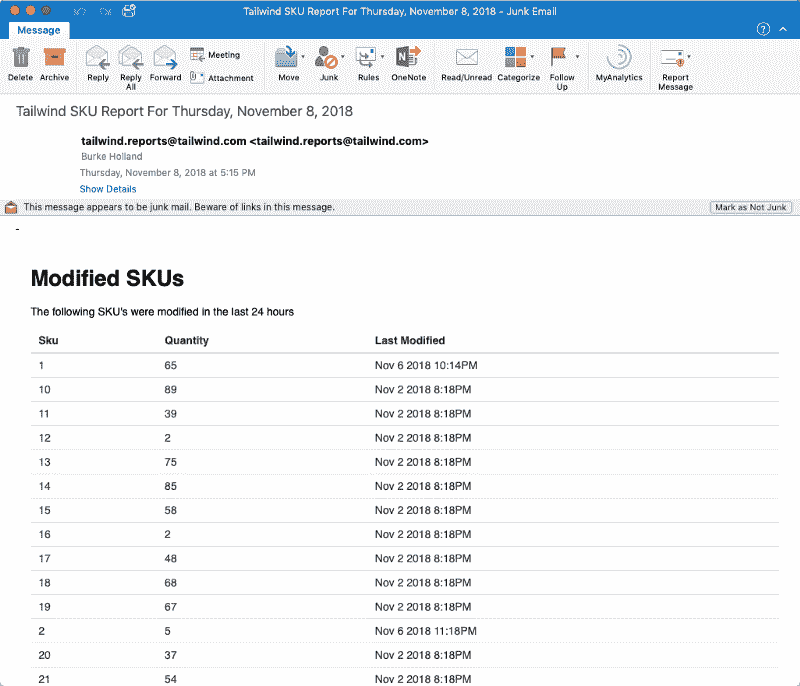 Tailwind SKU Report For Thursday, November 8, 2018 - Junk Email
Message
?
Delete Archive Reply Reply All Forward Meeting Attachment Move Junk Rules OneNote Read/Unread Categorize Follow Up MyAnalytics Report Message
Tailwind SKU Report For Thursday, November 8, 2018
tailwind.reports@tailwind.com <tailwind.reports@tailwind.com>
Burke Holland
Thursday, November 8, 2018 at 5:15 PM
Show Details
This message appears to be junk mail. Beware of links in this message. Mark as Not Junk
-
Modified SKUs
The following SKU's were modified in the last 24 hours
Sku Quantity Last Modified
1 65 Nov 6 2018 10:14PM
10 89 Nov 2 2018 8:18PM
11 39 Nov 2 2018 8:18PM
12 2 Nov 2 2018 8:18PM
13 75 Nov 2 2018 8:18PM
14 85 Nov 2 2018 8:18PM
15 58 Nov 2 2018 8:18PM
16 2 Nov 2 2018 8:18PM
17 48 Nov 2 2018 8:18PM
18 68 Nov 2 2018 8:18PM
19 67 Nov 2 2018 8:18PM
2 5 Nov 6 2018 11:18PM
20 37 Nov 2 2018 8:18PM
21 54 Nov 2 2018 8:18PM